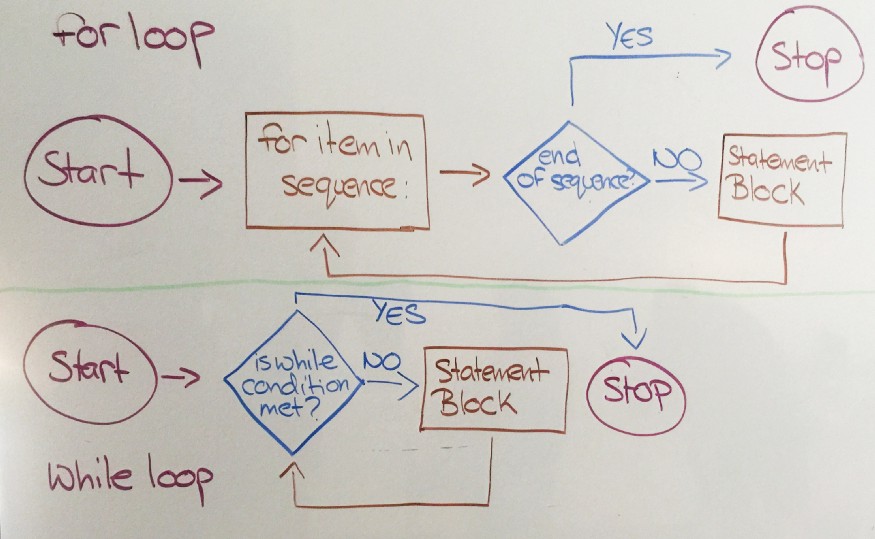 for loop
YES
Stop
Start
for item in
sequence:
end
of sequence?
NO
Statement
Block
YES
Start
is while
condition
met?
NO
Statement
Block
Stop
While loop